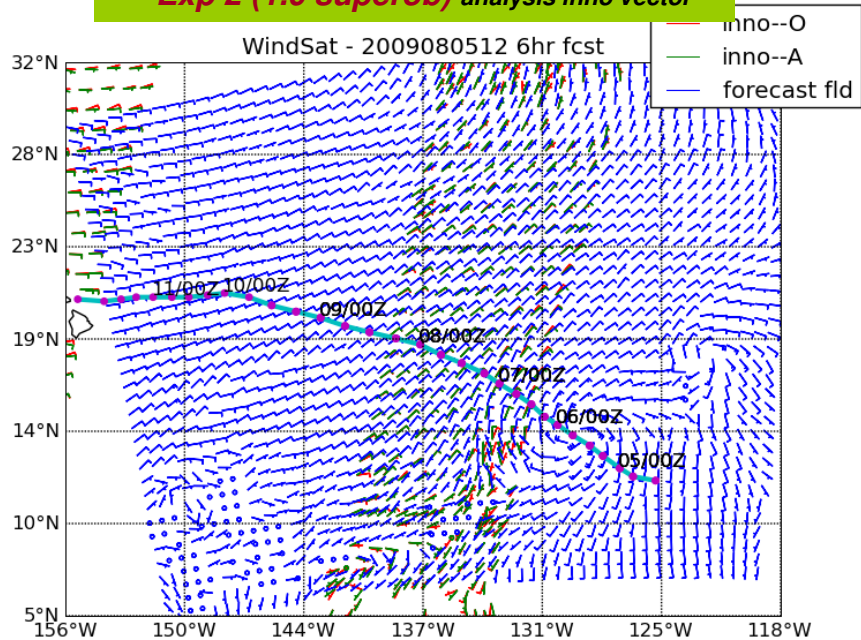 Exp 2 (1.0 superob) analysis inno vector
WindSat - 2009080512 6hr fcst
inno--O
inno--A
forecast fld
32°N
28°N
23°N
19°N
14°N
10°N
5°N
11/00Z
10/00Z
09/00Z
08/00Z
07/00Z
06/00Z
05/00Z
156°W
150°W
144°W
137°W
131°W
125°W
118°W